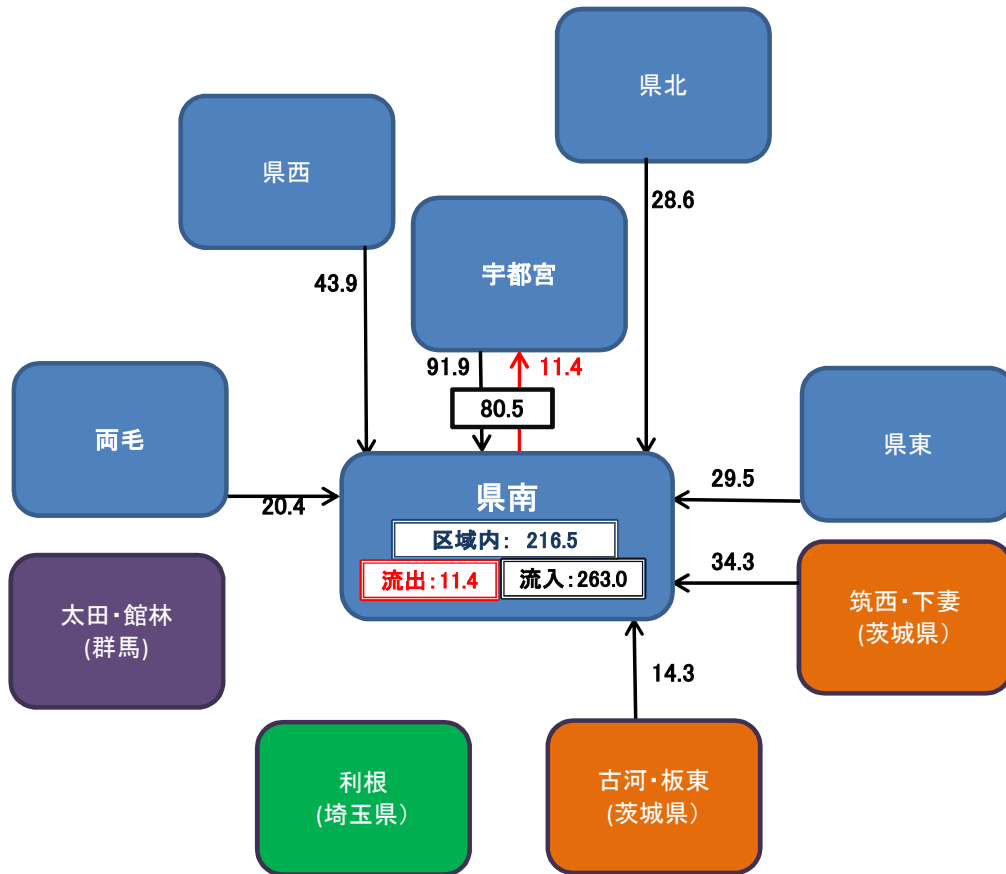 県北
県西
28.6
宇都宮
43.9
91.9
11.4
80.5
両毛
県東
20.4
県南
29.5
区域内： 216.5
流出：11.4
流入：263.0
34.3
太田・館林
(群馬)
筑西・下妻
(茨城県）
14.3
利根
(埼玉県）
古河・板東
(茨城県）